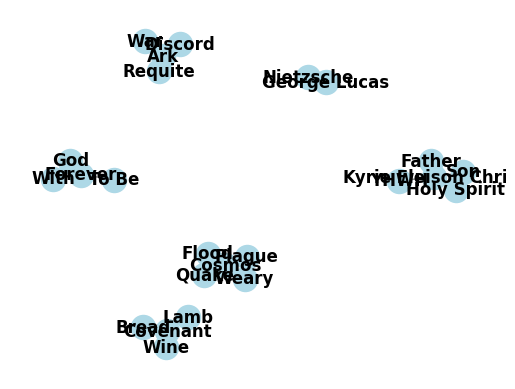 War
Discord
Ark
Requite
Nietzsche
George Lucas
God
Forever
With
To Be
Father
Son
Kyrie Eleison Chri
YHWH
Holy Spirit
Flood
Plague
Cosmos
Quake
Weary
Lamb
Bread
Covenant
Wine